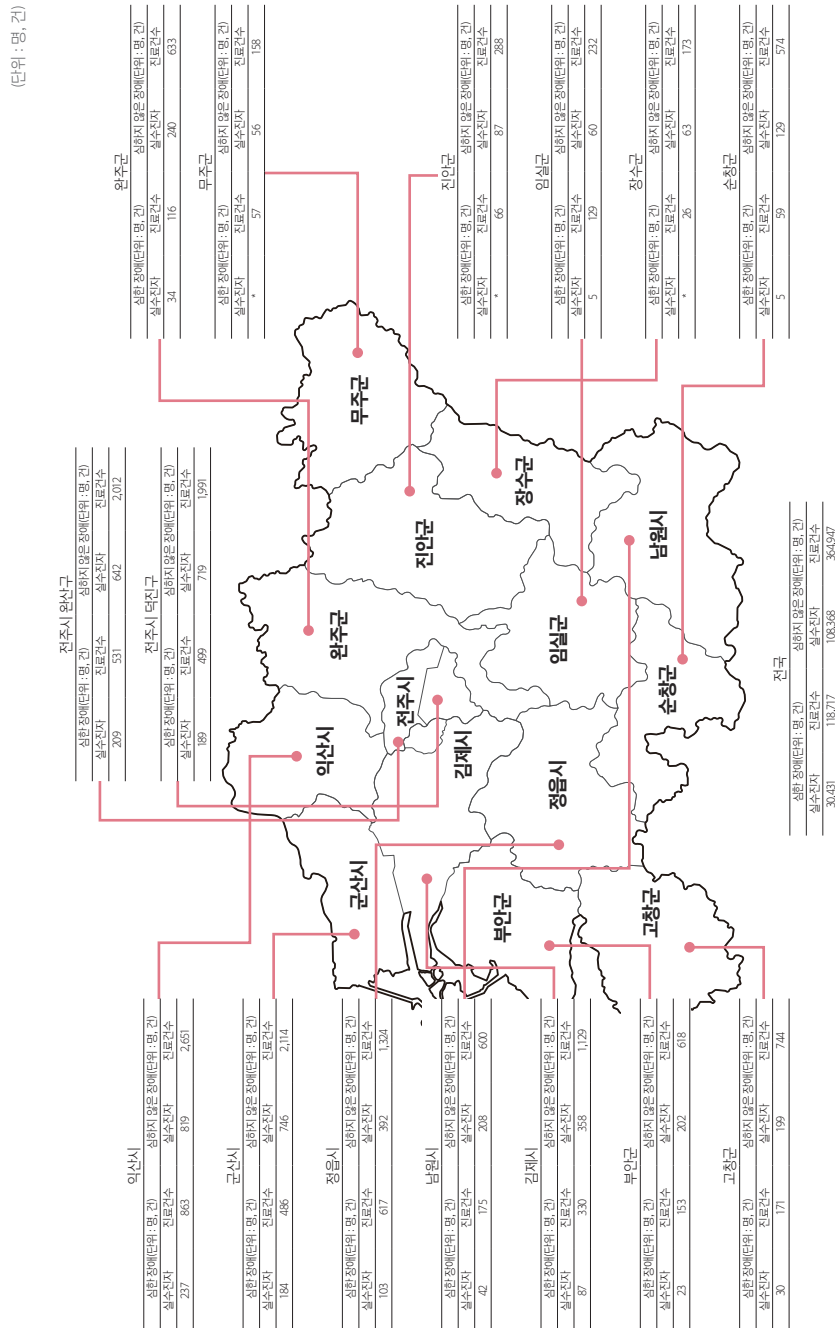 (단위 : 명, 건)
익산시
심한 장애(단위 : 명, 건) 심하지 않은 장애(단위 : 명, 건)
실수진자 진료건수 실수진자 진료건수
237 863 819 2,651
군산시
심한 장애(단위 : 명, 건) 심하지 않은 장애(단위 : 명, 건)
실수진자 진료건수 실수진자 진료건수
184 486 746 2,114
정읍시
심한 장애(단위 : 명, 건) 심하지 않은 장애(단위 : 명, 건)
실수진자 진료건수 실수진자 진료건수
103 617 392 1,324
남원시
심한 장애(단위 : 명, 건) 심하지 않은 장애(단위 : 명, 건)
실수진자 진료건수 실수진자 진료건수
42 175 208 600
김제시
심한 장애(단위 : 명, 건) 심하지 않은 장애(단위 : 명, 건)
실수진자 진료건수 실수진자 진료건수
87 330 358 1,129
부안군
심한 장애(단위 : 명, 건) 심하지 않은 장애(단위 : 명, 건)
실수진자 진료건수 실수진자 진료건수
23 153 202 618
고창군
심한 장애(단위 : 명, 건) 심하지 않은 장애(단위 : 명, 건)
실수진자 진료건수 실수진자 진료건수
30 171 199 744
전주시 완산구
심한 장애(단위 : 명, 건) 심하지 않은 장애(단위 : 명, 건)
실수진자 진료건수 실수진자 진료건수
209 531 642 2,012
전주시 덕진구
심한 장애(단위 : 명, 건) 심하지 않은 장애(단위 : 명, 건)
실수진자 진료건수 실수진자 진료건수
189 499 719 1,991
익산시
완주군
무주군
군산시
전주시
진안군
김제시
장수군
부안군
정읍시
임실군
남원시
고창군
순창군
전국
심한 장애(단위 : 명, 건) 심하지 않은 장애(단위 : 명, 건)
실수진자 진료건수 실수진자 진료건수
30,431 118,717 108,368 364,947
완주군
심한 장애(단위 : 명, 건) 심하지 않은 장애(단위 : 명, 건)
실수진자 진료건수 실수진자 진료건수
34 116 240 633
무주군
심한 장애(단위 : 명, 건) 심하지 않은 장애(단위 : 명, 건)
실수진자 진료건수 실수진자 진료건수
* 57 56 158
진안군
심한 장애(단위 : 명, 건) 심하지 않은 장애(단위 : 명, 건)
실수진자 진료건수 실수진자 진료건수
* 66 87 288
임실군
심한 장애(단위 : 명, 건) 심하지 않은 장애(단위 : 명, 건)
실수진자 진료건수 실수진자 진료건수
5 129 60 232
장수군
심한 장애(단위 : 명, 건) 심하지 않은 장애(단위 : 명, 건)
실수진자 진료건수 실수진자 진료건수
* 26 63 173
순창군
심한 장애(단위 : 명, 건) 심하지 않은 장애(단위 : 명, 건)
실수진자 진료건수 실수진자 진료건수
5 59 129 574